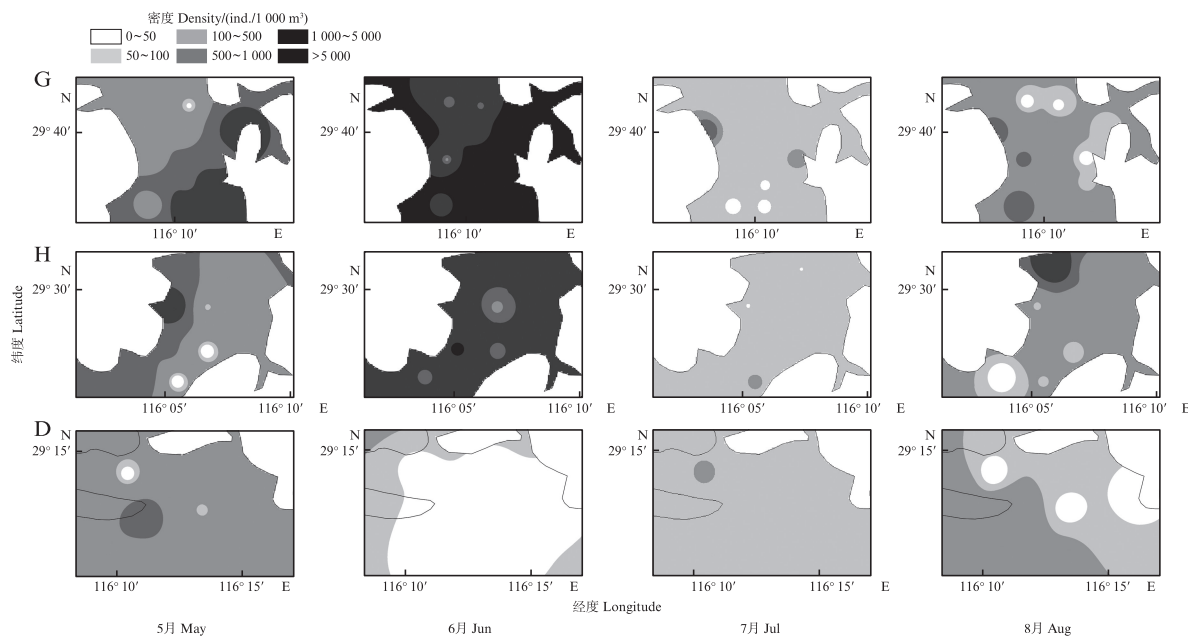 密度 Density/(ind./1 000 m³)
0~50 100~500 1 000~5 000
50~100 500~1 000 >5 000
G
N N N N
29° 40′ 29° 40′ 29° 40′ 29° 40′
116° 10′ E 116° 10′ E 116° 10′ E 116° 10′ E
H
N N N N
29° 30′ 29° 30′ 29° 30′ 29° 30′
116° 05′ 116° 10′ E 116° 05′ 116° 10′ E 116° 05′ 116° 10′ E 116° 05′ 116° 10′ E
纬度 Latitude
D
N N N N
29° 15′ 29° 15′ 29° 15′ 29° 15′
116° 10′ 116° 15′ E 116° 10′ 116° 15′ E 116° 10′ 116° 15′ E 116° 10′ 116° 15′ E
经度 Longitude
5月 May 6月 Jun 7月 Jul 8月 Aug